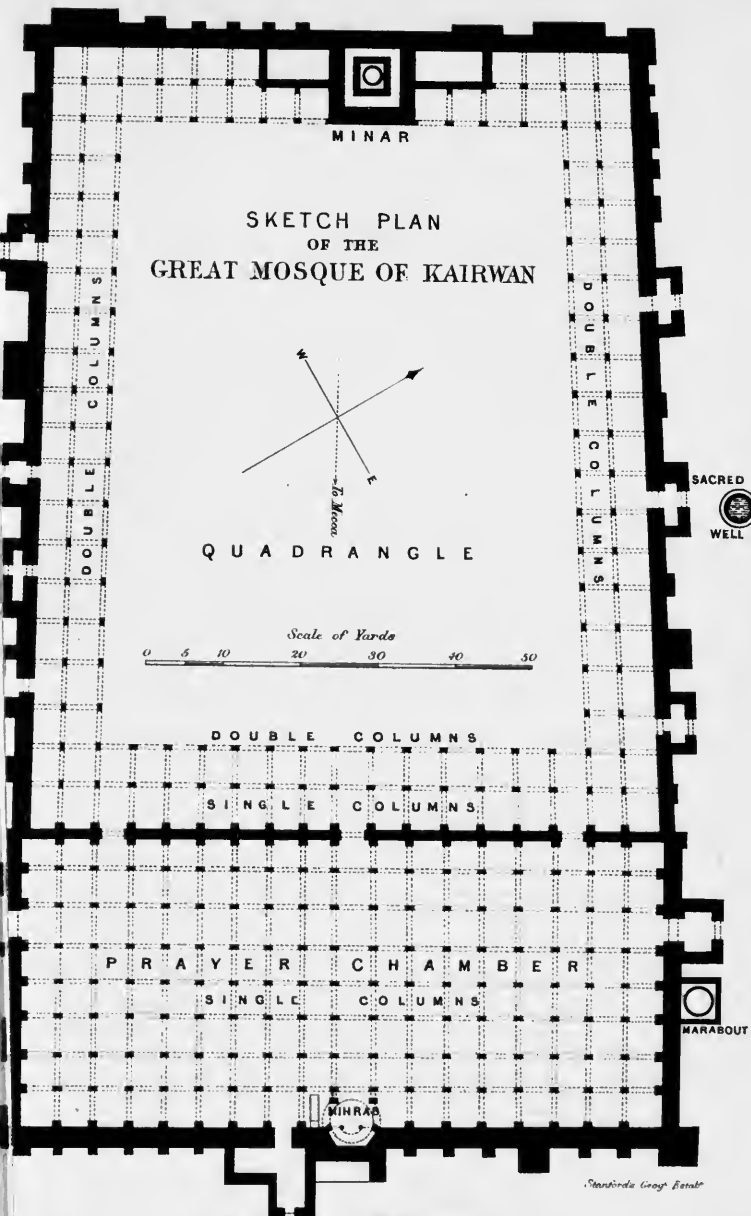 MINAR
SKETCH PLAN
OF THE
GREAT MOSQUE OF KAIRWAN
DOUBLE COLUMNS
DOUBLE COLUMNS
W
E
To Mecca
SACRED
WELL
QUADRANGLE
Scale of Yards
0 5 10 20 30 40 50
DOUBLE COLUMNS
SINGLE COLUMNS
PRAYER CHAMBER
SINGLE COLUMNS
MARABOUT
MIHRAB
Stanford's Geogl. Estabt.